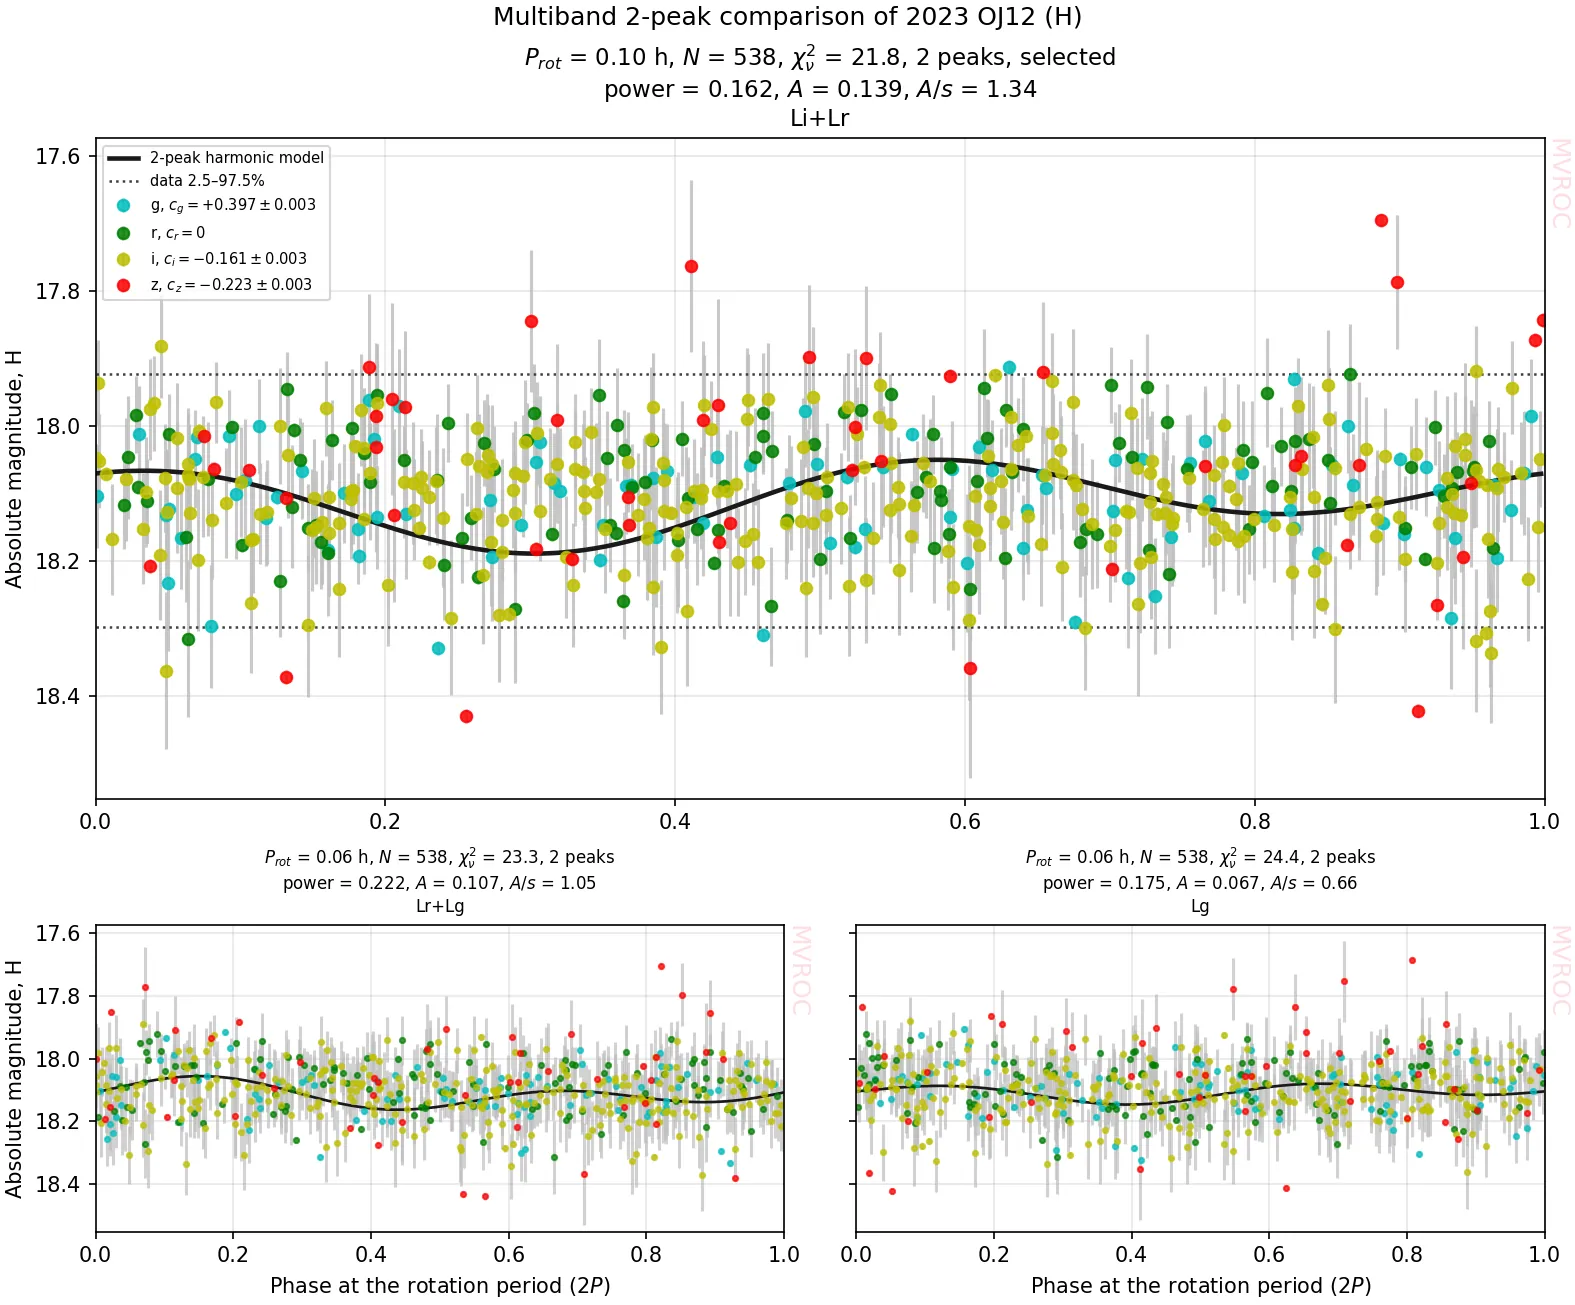 Multiband 2-peak comparison of 2023 OJ12 (H)
P_rot = 0.10 h, N = 538, χ²_ν = 21.8, 2 peaks, selected
power = 0.162, A = 0.139, A/s = 1.34
Li+Lr
2-peak harmonic model
data 2.5–97.5%
g, c_g = +0.397 ± 0.003
r, c_r = 0
i, c_i = −0.161 ± 0.003
z, c_z = −0.223 ± 0.003
MVROC
Absolute magnitude, H
17.6
17.8
18.0
18.2
18.4
0.0 0.2 0.4 0.6 0.8 1.0
P_rot = 0.06 h, N = 538, χ²_ν = 23.3, 2 peaks
power = 0.222, A = 0.107, A/s = 1.05
Lr+Lg
MVROC
Absolute magnitude, H
17.6
17.8
18.0
18.2
18.4
0.0 0.2 0.4 0.6 0.8 1.0
Phase at the rotation period (2P)
P_rot = 0.06 h, N = 538, χ²_ν = 24.4, 2 peaks
power = 0.175, A = 0.067, A/s = 0.66
Lg
MVROC
0.0 0.2 0.4 0.6 0.8 1.0
Phase at the rotation period (2P)